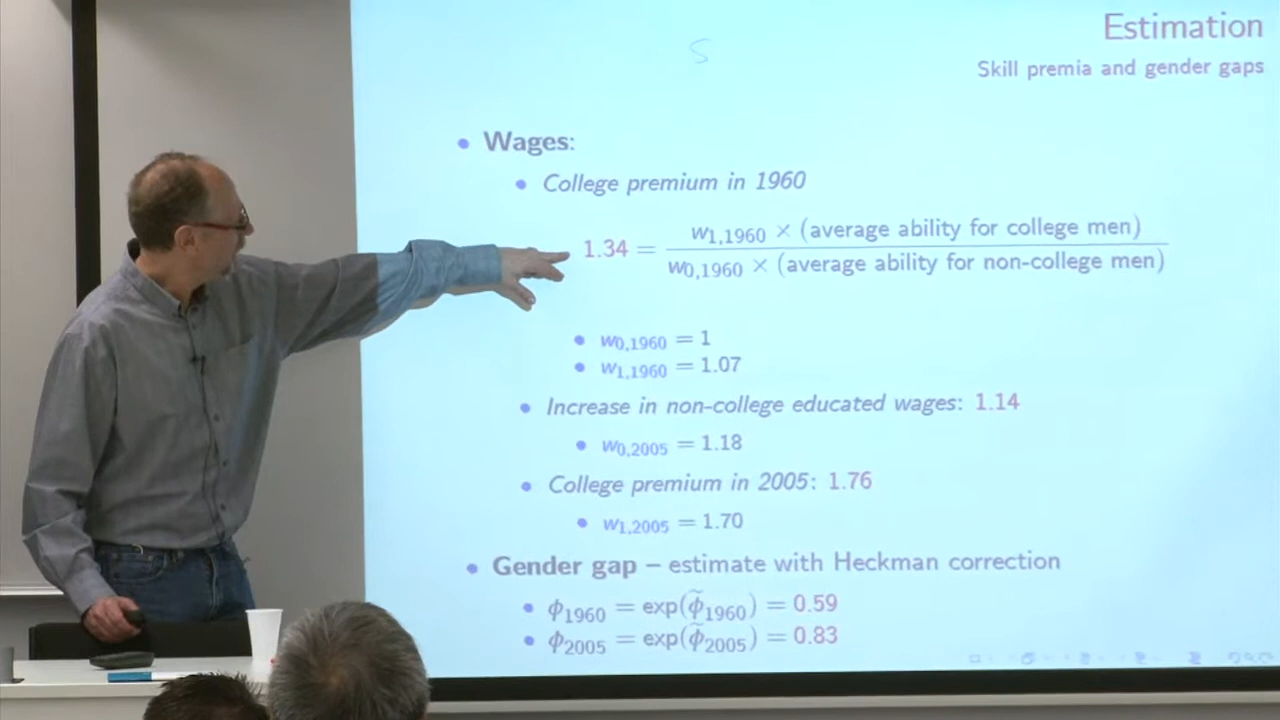 Estimation
S
Skill premia and gender gaps
• Wages:
• College premium in 1960
1.34 = w1,1960 × (average ability for college men) / w0,1960 × (average ability for non-college men)
• w0,1960 = 1
• w1,1960 = 1.07
• Increase in non-college educated wages: 1.14
• w0,2005 = 1.18
• College premium in 2005: 1.76
• w1,2005 = 1.70
• Gender gap – estimate with Heckman correction
• ϕ1960 = exp(ϕ̃1960) = 0.59
• ϕ2005 = exp(ϕ̃2005) = 0.83